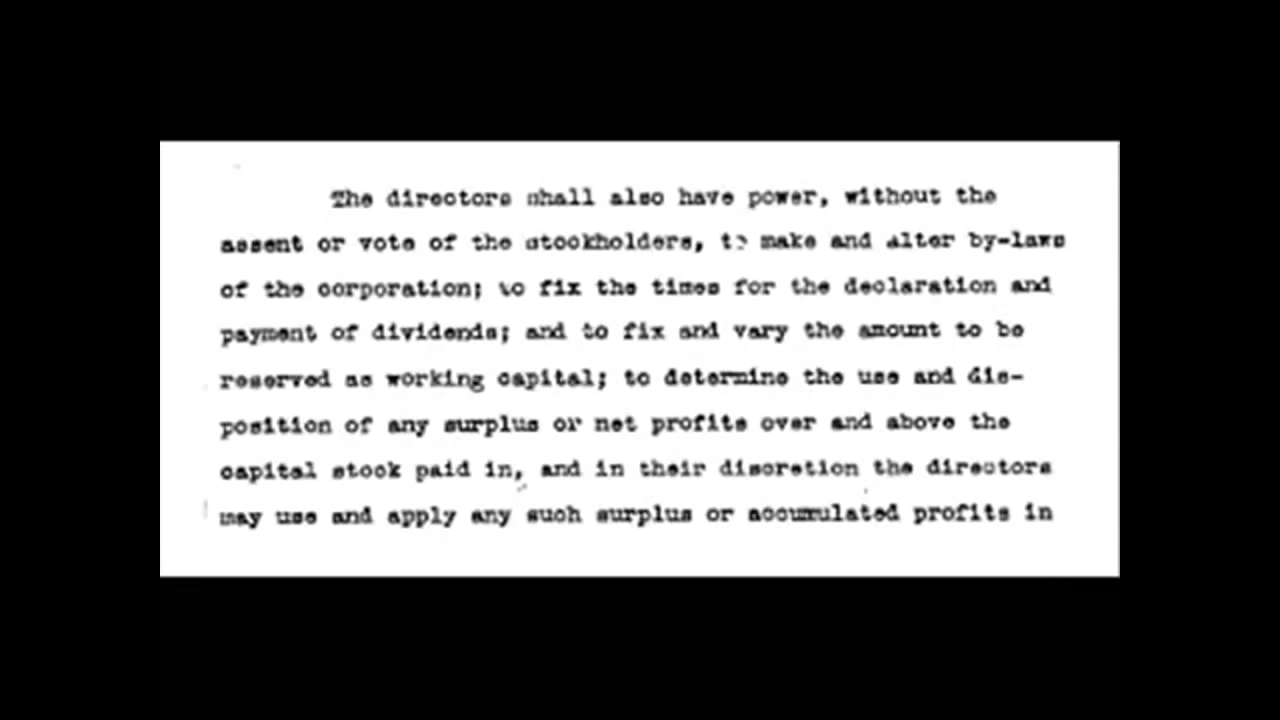 The directors shall also have power, without the
assent or vote of the stockholders, to make and alter by-laws
of the corporation; to fix the times for the declaration and
payment of dividends; and to fix and vary the amount to be
reserved as working capital; to determine the use and dis-
position of any surplus or net profits over and above the
capital stock paid in, and in their discretion the directors
may use and apply any such surplus or accumulated profits in